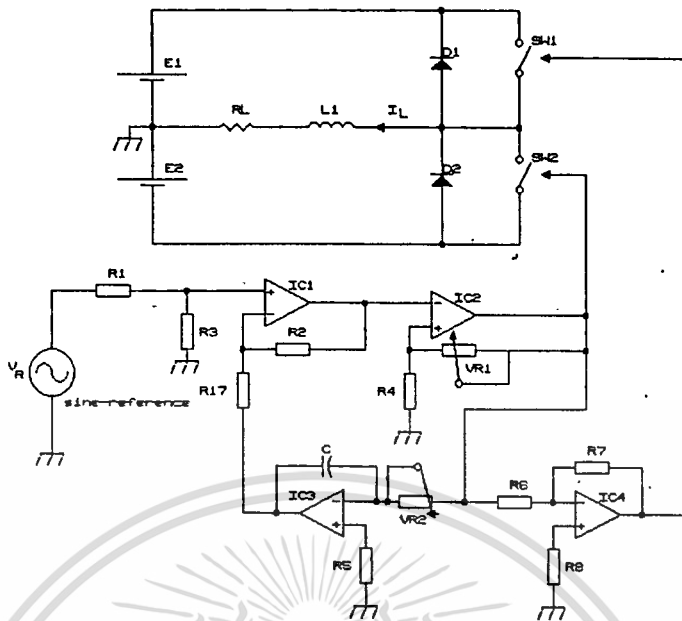 D1
SW1
E1
RL
L1
IL
D2
SW2
E2
R1
IC1
IC2
R3
R2
VR1
VR
R17
R4
sine-reference
C
R7
IC3
R6
IC4
VR2
R5
R8